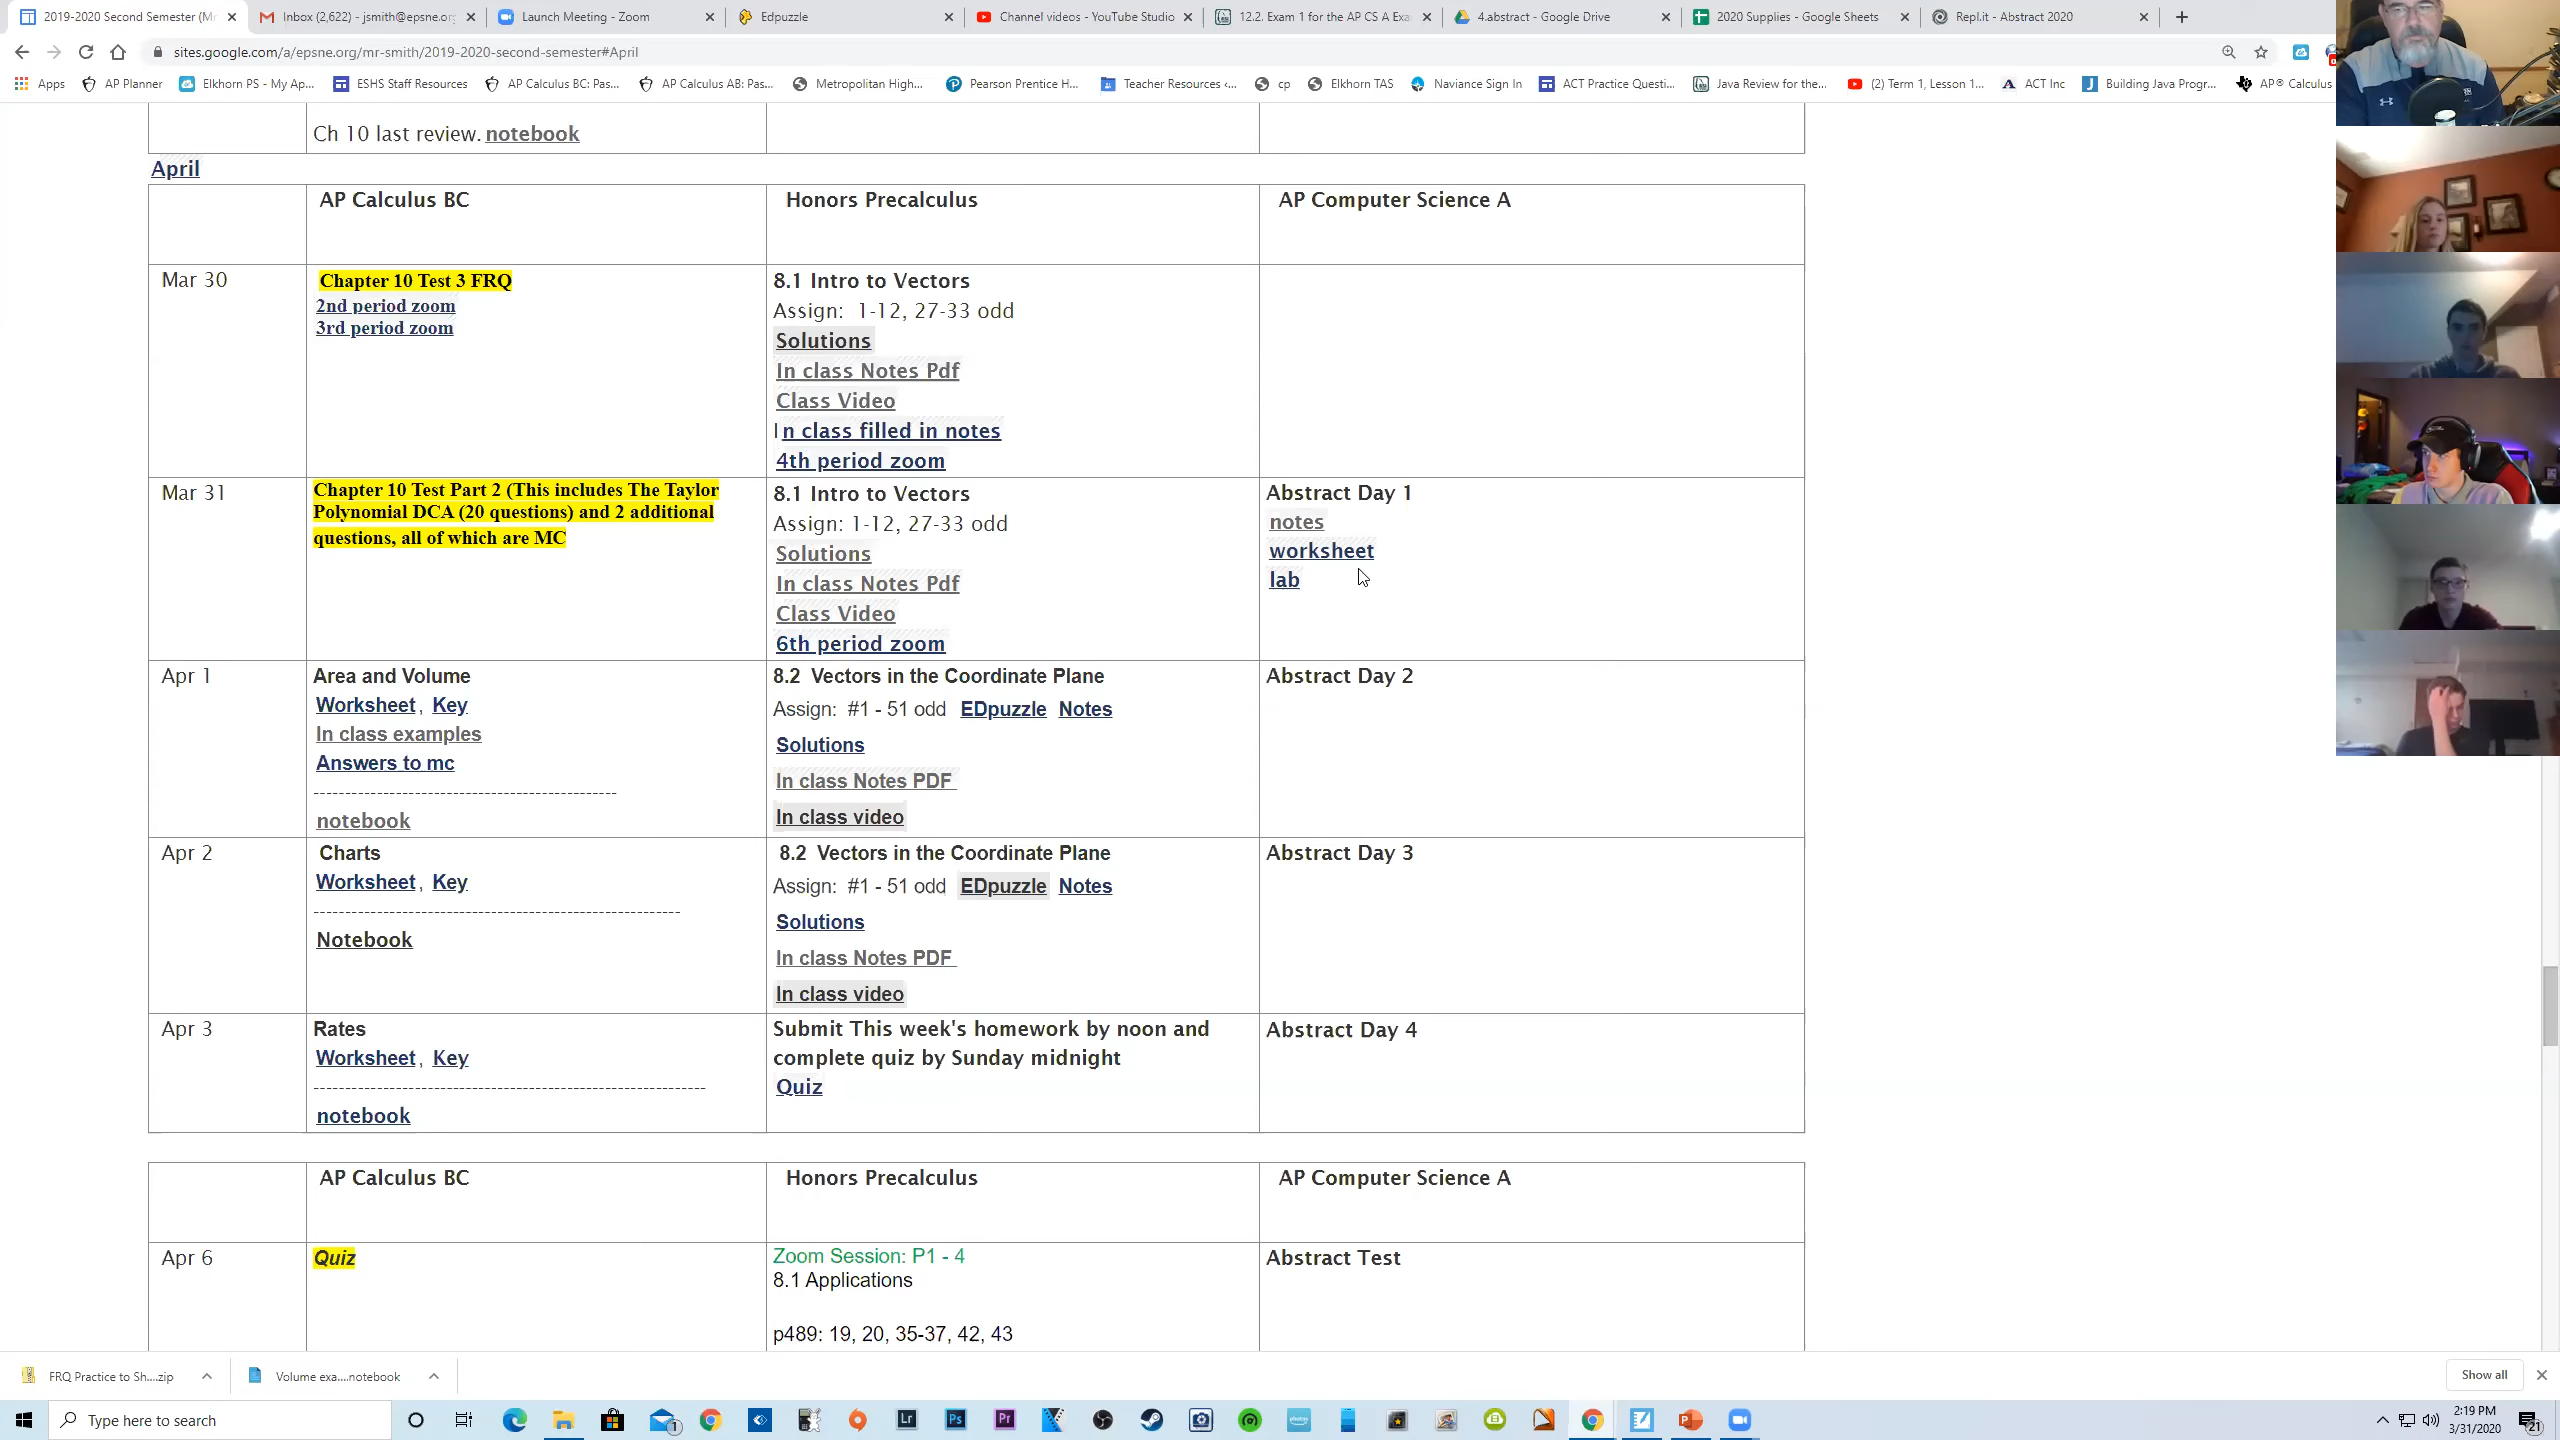 2019-2020 Second Semester (Mr
Inbox (2,622) - jsmith@epsne.or
Launch Meeting - Zoom
Edpuzzle
Channel videos - YouTube Studio
12.2. Exam 1 for the AP CS A Exa
4.abstract - Google Drive
2020 Supplies - Google Sheets
Repl.it - Abstract 2020
sites.google.com/a/epsne.org/mr-smith/2019-2020-second-semester#April
Apps
AP Planner
Elkhorn PS - My Ap...
ESHS Staff Resources
AP Calculus BC: Pas...
AP Calculus AB: Pas...
Metropolitan High...
Pearson Prentice H...
Teacher Resources <...
cp
Elkhorn TAS
Naviance Sign In
ACT Practice Questi...
Java Review for the...
(2) Term 1, Lesson 1...
ACT Inc
Building Java Progr...
AP® Calculus
Ch 10 last review. notebook
April
AP Calculus BC
Honors Precalculus
AP Computer Science A
Mar 30
Chapter 10 Test 3 FRQ
2nd period zoom
3rd period zoom
8.1 Intro to Vectors
Assign: 1-12, 27-33 odd
Solutions
In class Notes Pdf
Class Video
In class filled in notes
4th period zoom
Mar 31
Chapter 10 Test Part 2 (This includes The Taylor
Polynomial DCA (20 questions) and 2 additional
questions, all of which are MC
8.1 Intro to Vectors
Assign: 1-12, 27-33 odd
Solutions
In class Notes Pdf
Class Video
6th period zoom
Abstract Day 1
notes
worksheet
lab
Apr 1
Area and Volume
Worksheet , Key
In class examples
Answers to mc
------------------------------------------------
notebook
8.2 Vectors in the Coordinate Plane
Assign: #1 - 51 odd EDpuzzle Notes
Solutions
In class Notes PDF
In class video
Abstract Day 2
Apr 2
Charts
Worksheet , Key
----------------------------------------------------------
Notebook
8.2 Vectors in the Coordinate Plane
Assign: #1 - 51 odd EDpuzzle Notes
Solutions
In class Notes PDF
In class video
Abstract Day 3
Apr 3
Rates
Worksheet , Key
--------------------------------------------------------------
notebook
Submit This week's homework by noon and
complete quiz by Sunday midnight
Quiz
Abstract Day 4
AP Calculus BC
Honors Precalculus
AP Computer Science A
Apr 6
Quiz
Zoom Session: P1 - 4
8.1 Applications
p489: 19, 20, 35-37, 42, 43
Abstract Test
FRQ Practice to Sh....zip
Volume exa....notebook
Show all
Type here to search
1
Lr
Ps
Pr
photos
2:19 PM
3/31/2020
21